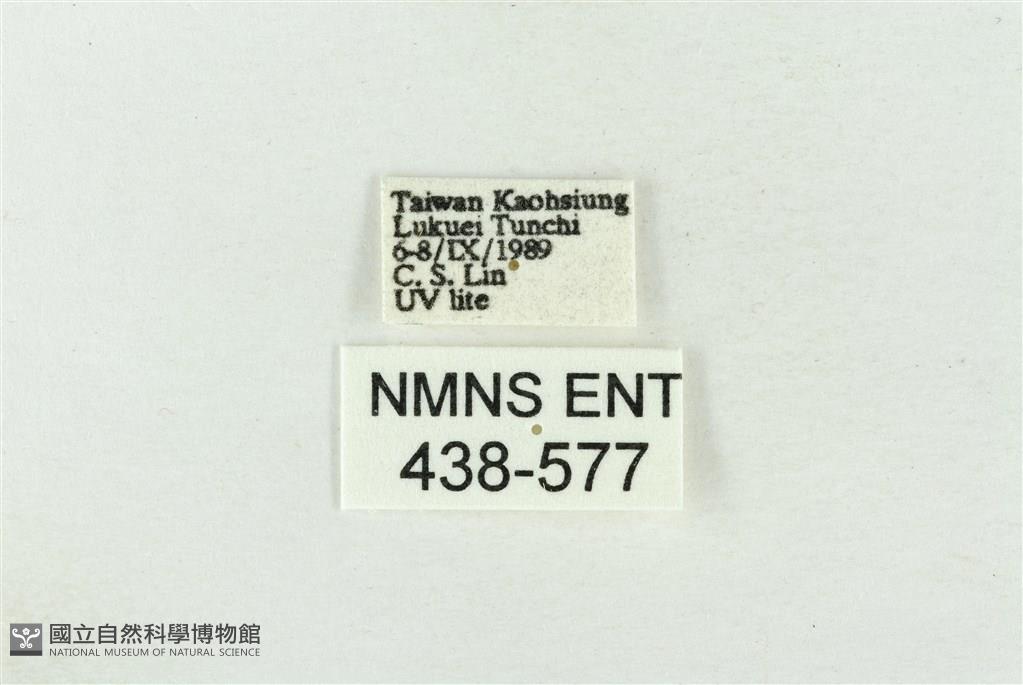 Taiwan Kaohsiung
Lukuei Tunchi
6-8/IX/1989
C. S. Lin
UV lite
NMNS ENT
438-577
國立自然科學博物館
NATIONAL MUSEUM OF NATURAL SCIENCE